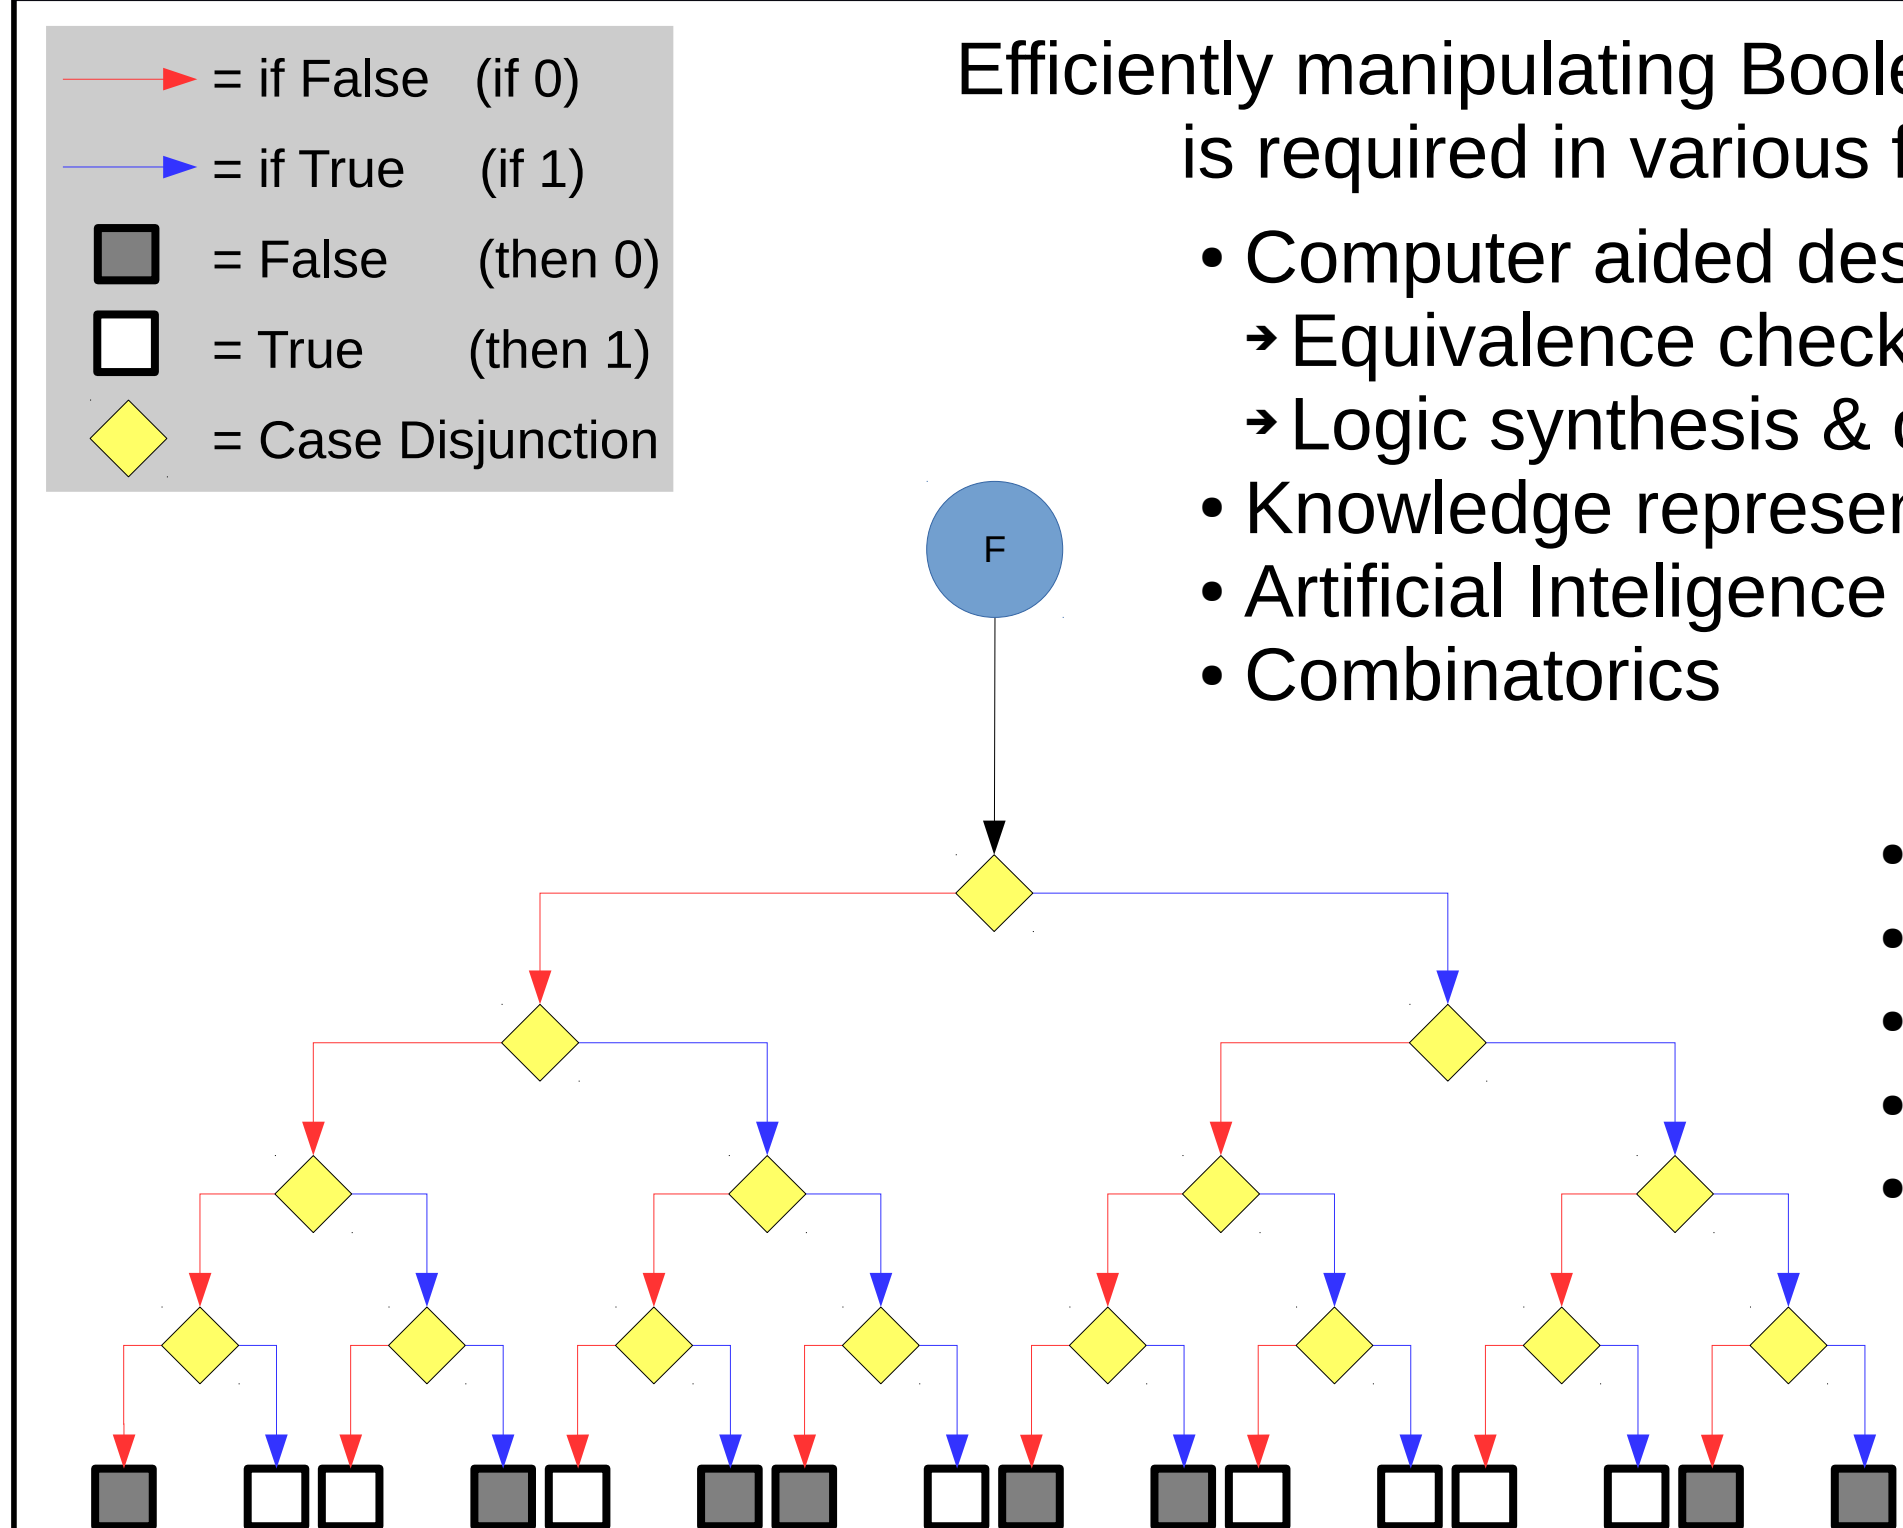 = if False (if 0)
= if True (if 1)
= False (then 0)
= True (then 1)
= Case Disjunction
Efficiently manipulating Boole
is required in various f
• Computer aided des
➔ Equivalence check
➔ Logic synthesis &
• Knowledge represen
• Artificial Inteligence
• Combinatorics
F